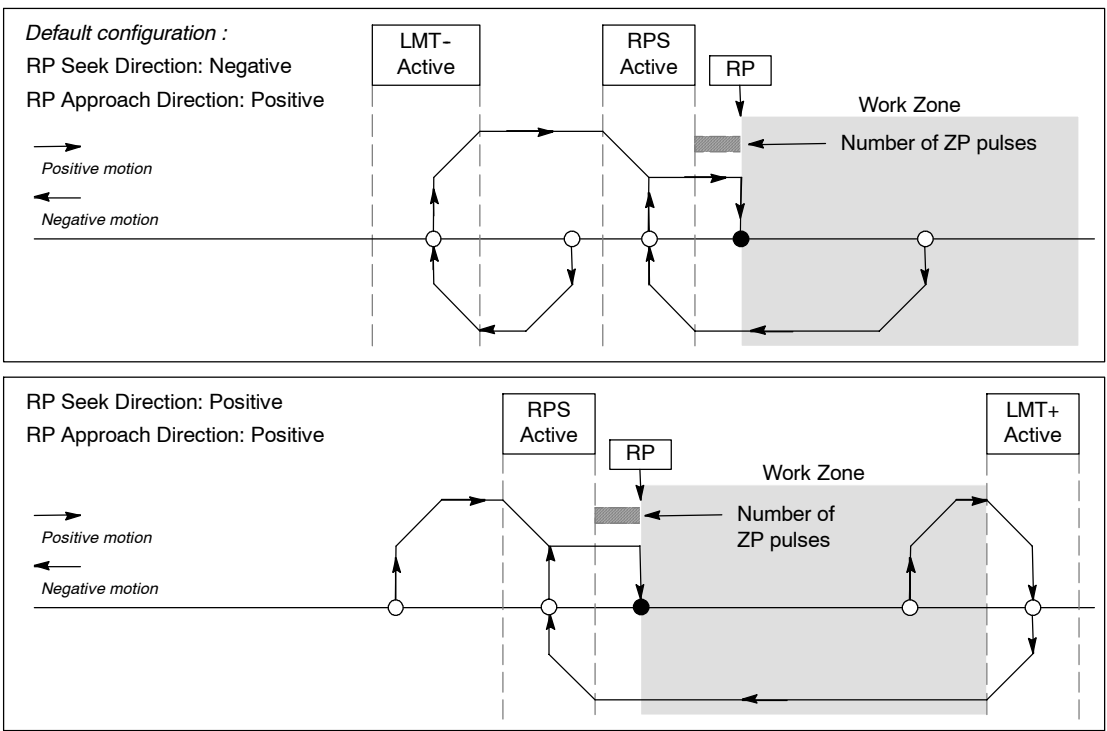 Default configuration :
RP Seek Direction: Negative
RP Approach Direction: Positive
LMT-
Active
RPS
Active
RP
Work Zone
Number of ZP pulses
Positive motion
Negative motion
RP Seek Direction: Positive
RP Approach Direction: Positive
RPS
Active
RP
LMT+
Active
Work Zone
Number of
ZP pulses
Positive motion
Negative motion